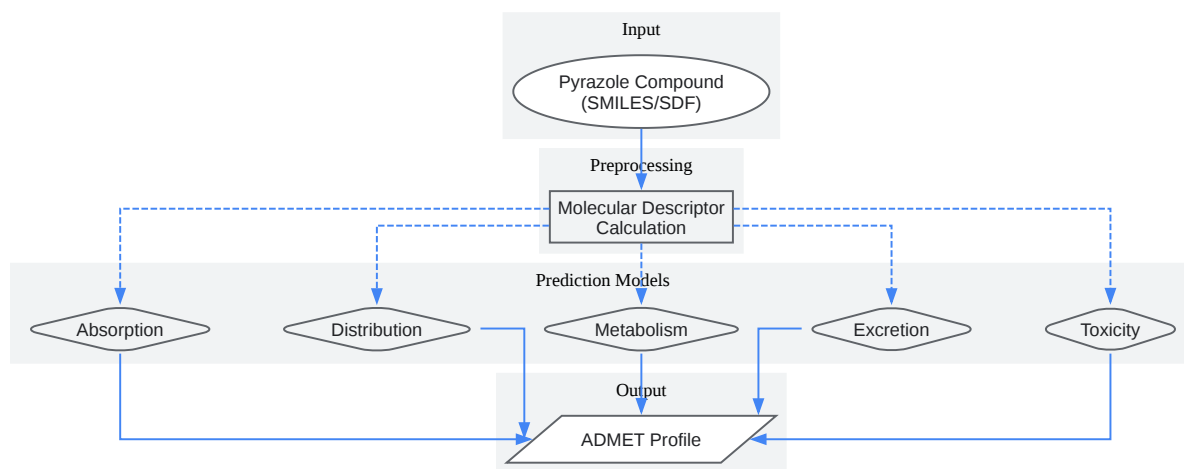 Input
Pyrazole Compound
(SMILES/SDF)
Preprocessing
Molecular Descriptor
Calculation
Prediction Models
Absorption
Distribution
Metabolism
Excretion
Toxicity
Output
ADMET Profile